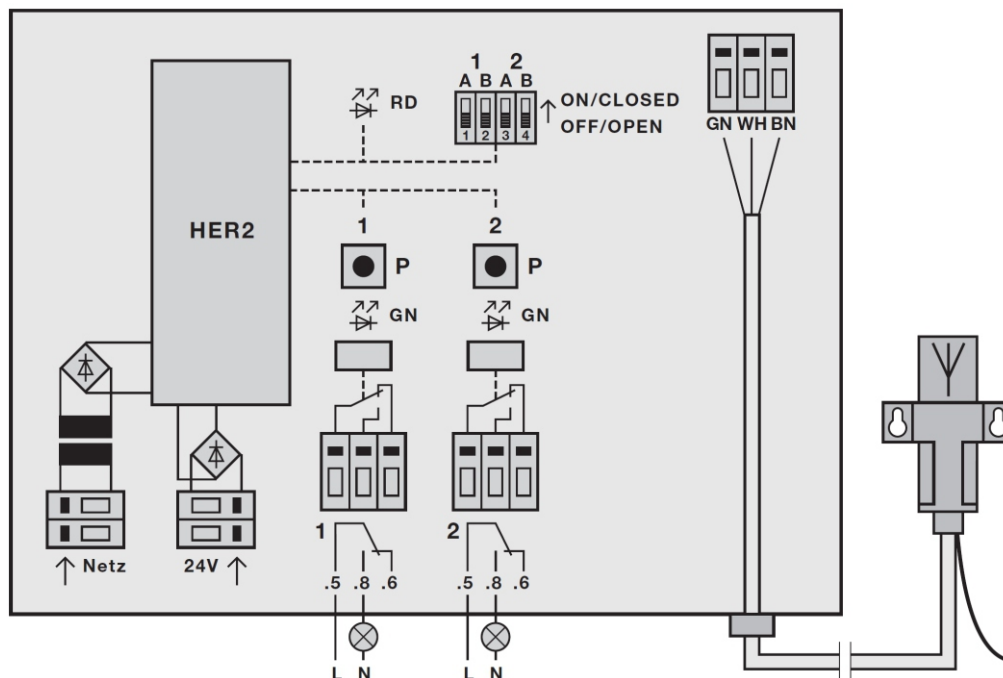 1 2
A B A B
RD
ON/CLOSED
1 2 3 4
OFF/OPEN
GN WH BN
HER2
1 2
P P
GN GN
1 2
Netz 24V
.5 .8 .6 .5 .8 .6
L N L N